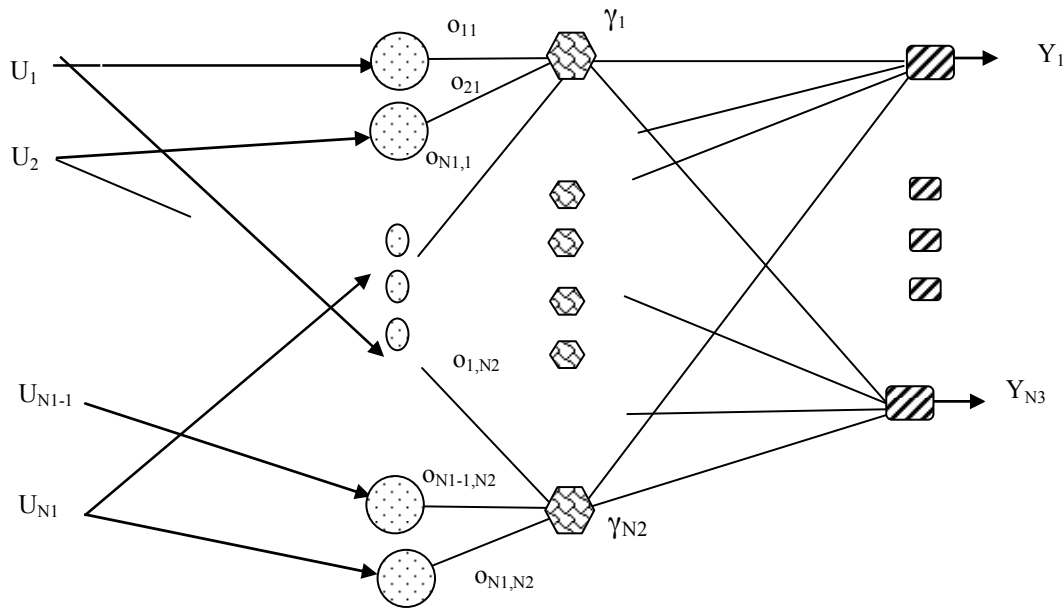 γ1
o11
U1
Y1
o21
U2
oN1,1
o1,N2
UN1-1
YN3
oN1-1,N2
UN1
γN2
oN1,N2